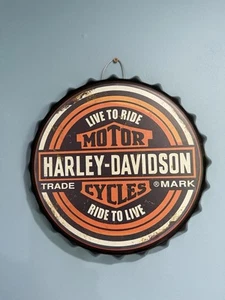 LIVE TO RIDE
MOTOR
HARLEY-DAVIDSON
TRADE ®MARK
CYCLES
RIDE TO LIVE